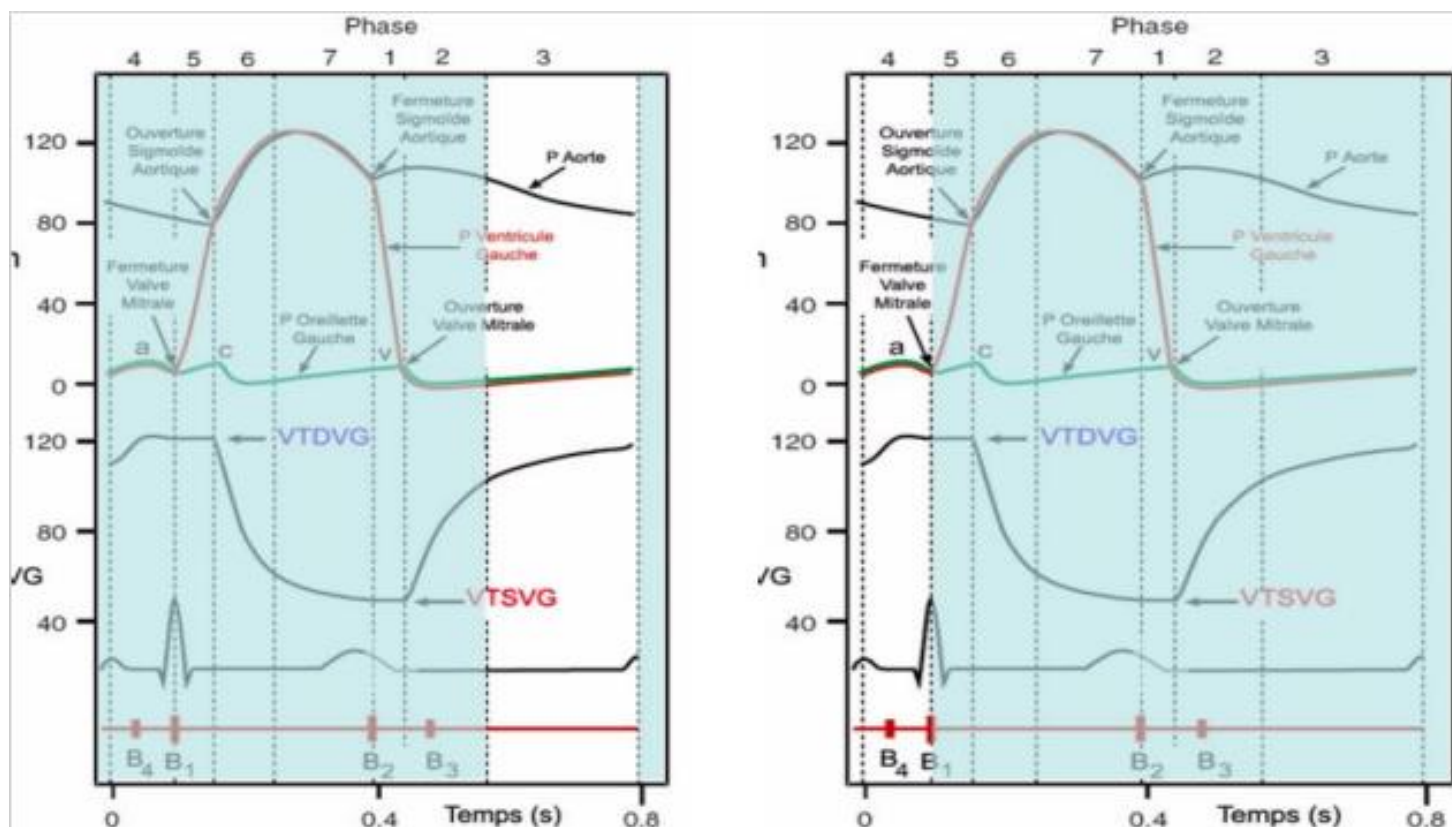 Phase
4 5 6 7 1 2 3
Fermeture
Sigmoïde
Aortique
Ouverture
Sigmoïde
Aortique
P Aorte
P Ventricule
Gauche
Fermeture
Valve
Mitrale
Ouverture
Valve Mitrale
P Oreillette
Gauche
a
c
v
120
80
40
0
VTDVG
120
80
VG
VTSVG
40
B4 B1 B2 B3
0 0.4 Temps (s) 0.8
Phase
4 5 6 7 1 2 3
Fermeture
Sigmoïde
Aortique
Ouverture
Sigmoïde
Aortique
P Aorte
P Ventricule
Gauche
Fermeture
Valve
Mitrale
Ouverture
Valve Mitrale
P Oreillette
Gauche
a
c
v
120
80
40
0
VTDVG
120
80
VG
VTSVG
40
B4 B1 B2 B3
0 0.4 Temps (s) 0.8